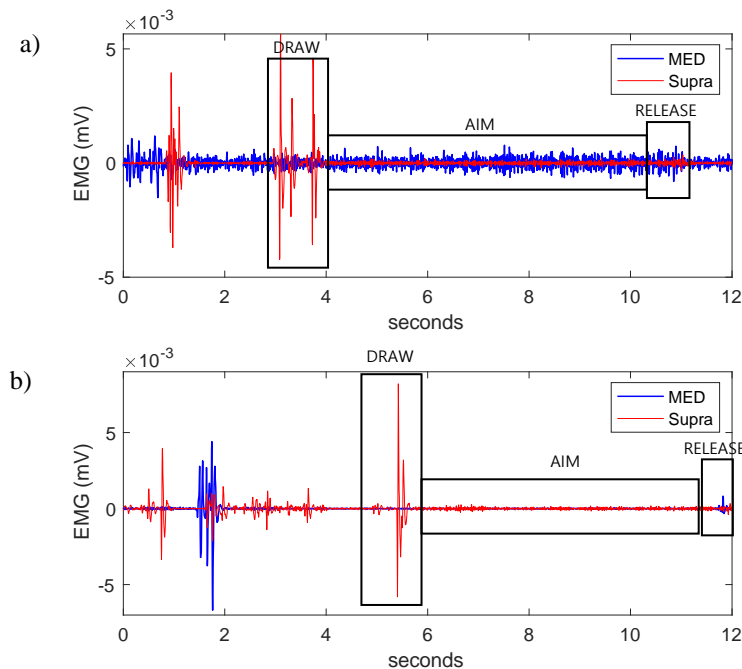 a)
×10⁻³
DRAW
MED
Supra
5
RELEASE
AIM
EMG (mV)
0
-5
0 2 4 6 8 10 12
seconds
b)
×10⁻³
DRAW
MED
Supra
5
RELEASE
AIM
EMG (mV)
0
-5
0 2 4 6 8 10 12
seconds